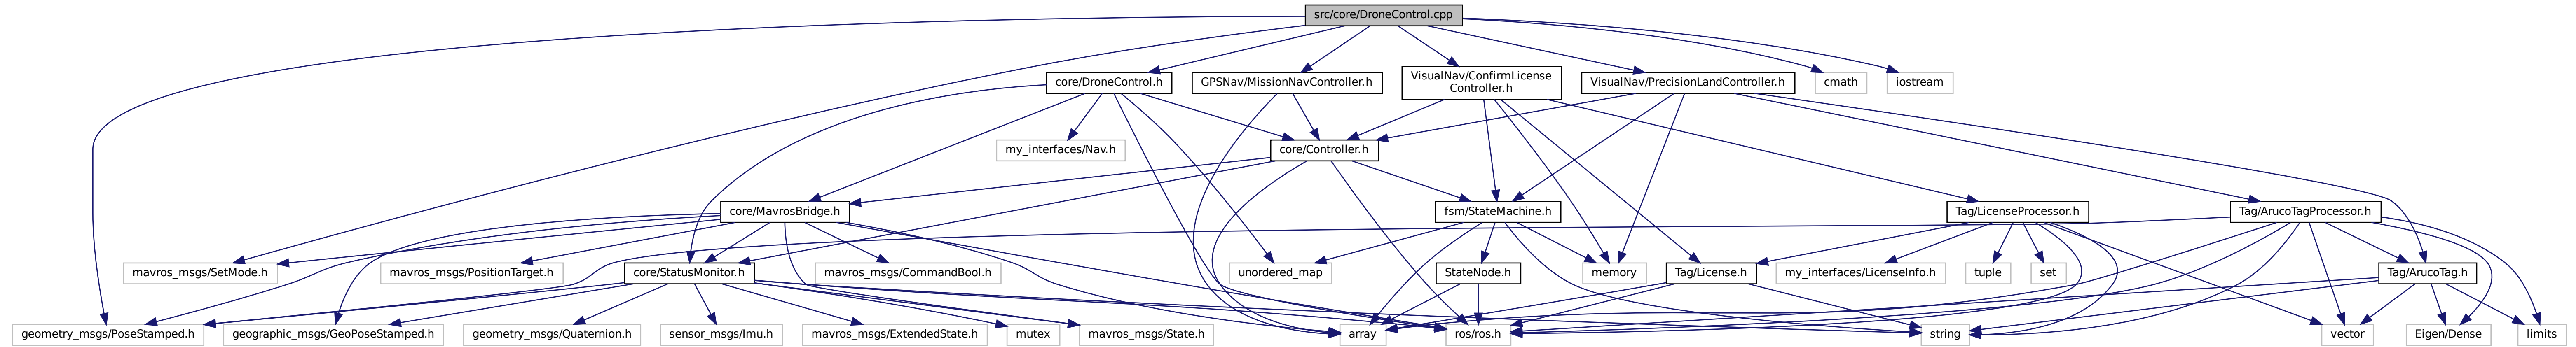 src/core/DroneControl.cpp
core/DroneControl.h
GPSNav/MissionNavController.h
VisualNav/ConfirmLicense
Controller.h
VisualNav/PrecisionLandController.h
cmath
iostream
my_interfaces/Nav.h
core/Controller.h
core/MavrosBridge.h
fsm/StateMachine.h
Tag/LicenseProcessor.h
Tag/ArucoTagProcessor.h
mavros_msgs/SetMode.h
mavros_msgs/PositionTarget.h
core/StatusMonitor.h
mavros_msgs/CommandBool.h
unordered_map
StateNode.h
memory
Tag/License.h
my_interfaces/LicenseInfo.h
tuple
set
Tag/ArucoTag.h
geometry_msgs/PoseStamped.h
geographic_msgs/GeoPoseStamped.h
geometry_msgs/Quaternion.h
sensor_msgs/Imu.h
mavros_msgs/ExtendedState.h
mutex
mavros_msgs/State.h
array
ros/ros.h
string
vector
Eigen/Dense
limits